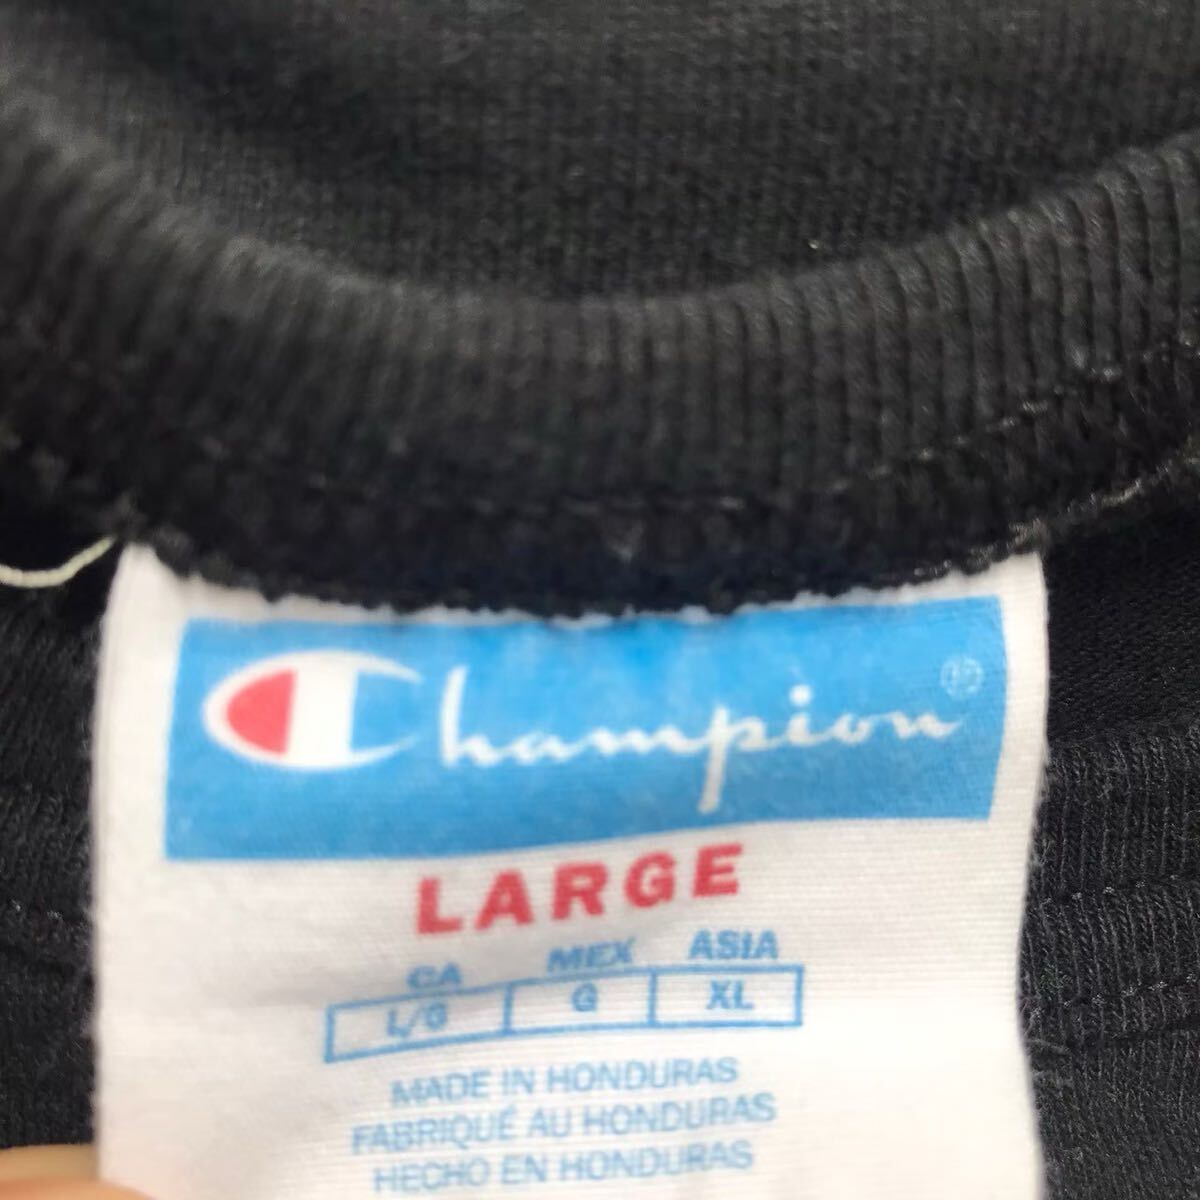 Champion®
LARGE
CA MEX ASIA
L/G G XL
MADE IN HONDURAS
FABRIQUÉ AU HONDURAS
HECHO EN HONDURAS